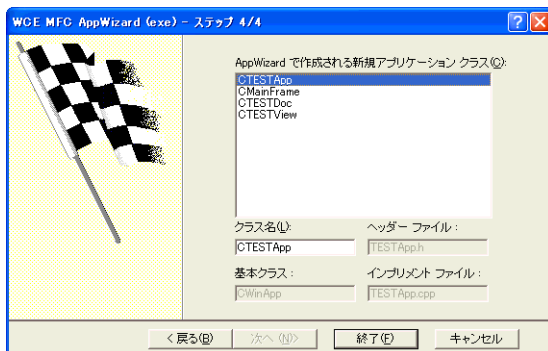 WCE MFC AppWizard (exe) - ステップ 4/4
AppWizard で作成される新規アプリケーション クラス(C):
CTESTApp
CMainFrame
CTESTDoc
CTESTView
クラス名(L):
ヘッダー ファイル :
CTESTApp
TESTApp.h
基本クラス :
インプリメント ファイル :
CWinApp
TESTApp.cpp
< 戻る(B)
次へ (N)>
終了(F)
キャンセル